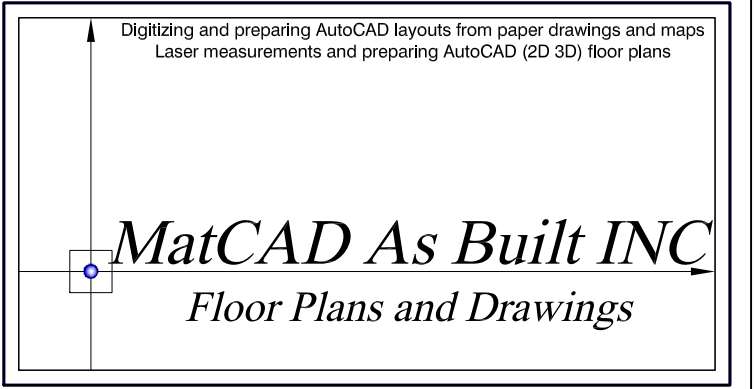 Digitizing and preparing AutoCAD layouts from paper drawings and maps
Laser measurements and preparing AutoCAD (2D 3D) floor plans
MatCAD As Built INC
Floor Plans and Drawings